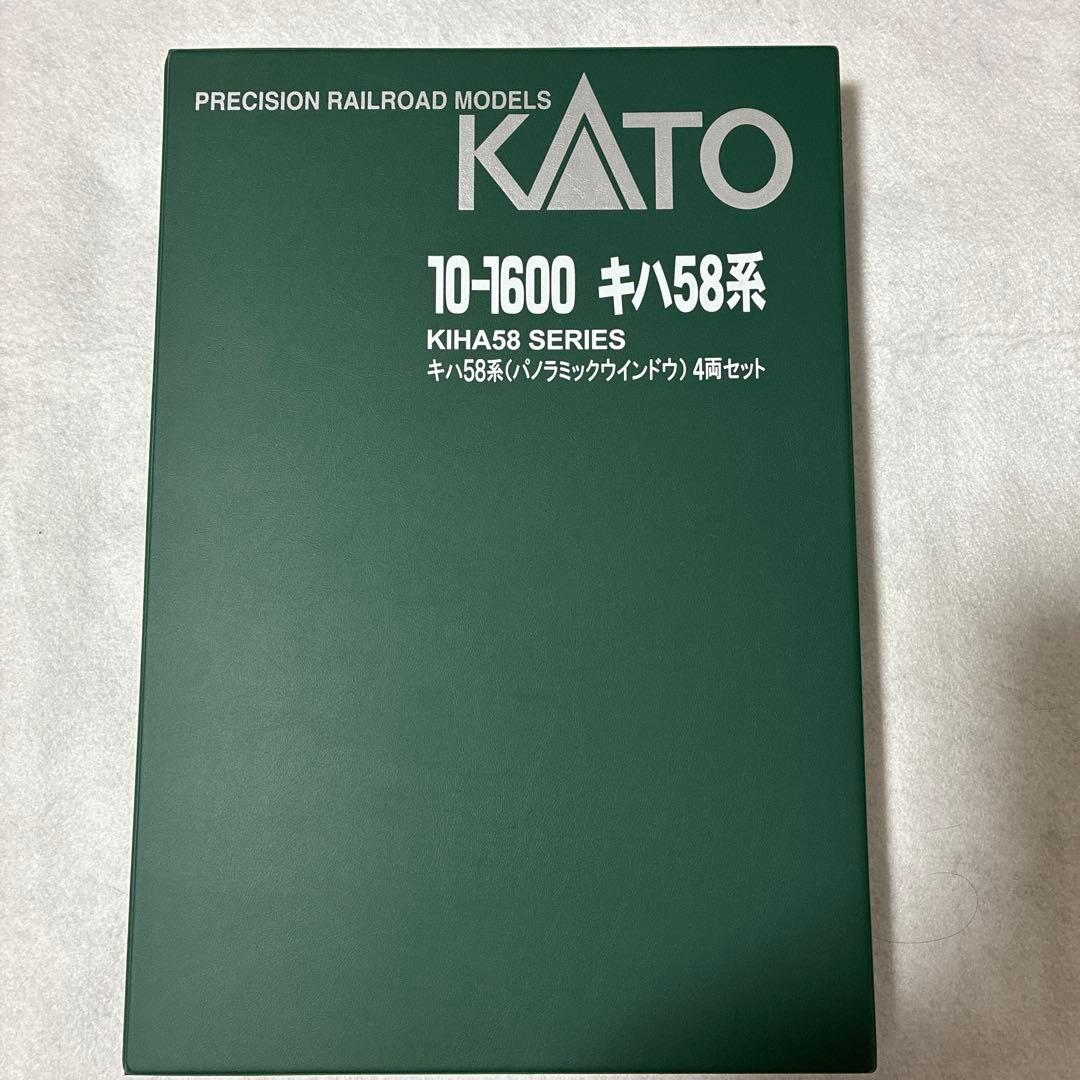 PRECISION RAILROAD MODELS
KATO
10-1600 キハ58系
KIHA58 SERIES
キハ58系(パノラミックウインドウ) 4両セット